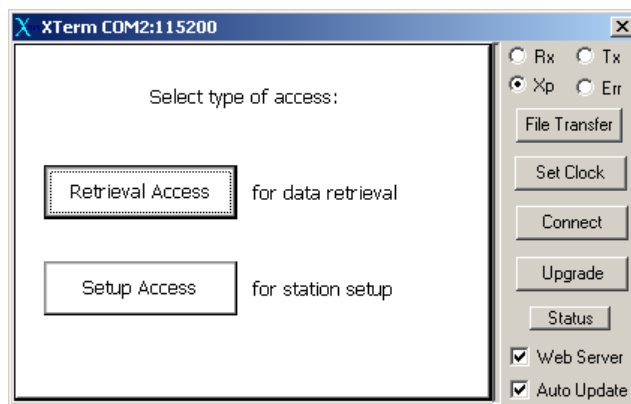 XTerm COM2:115200
Select type of access:
Retrieval Access for data retrieval
Setup Access for station setup
Rx Tx
Xp Err
File Transfer
Set Clock
Connect
Upgrade
Status
Web Server
Auto Update